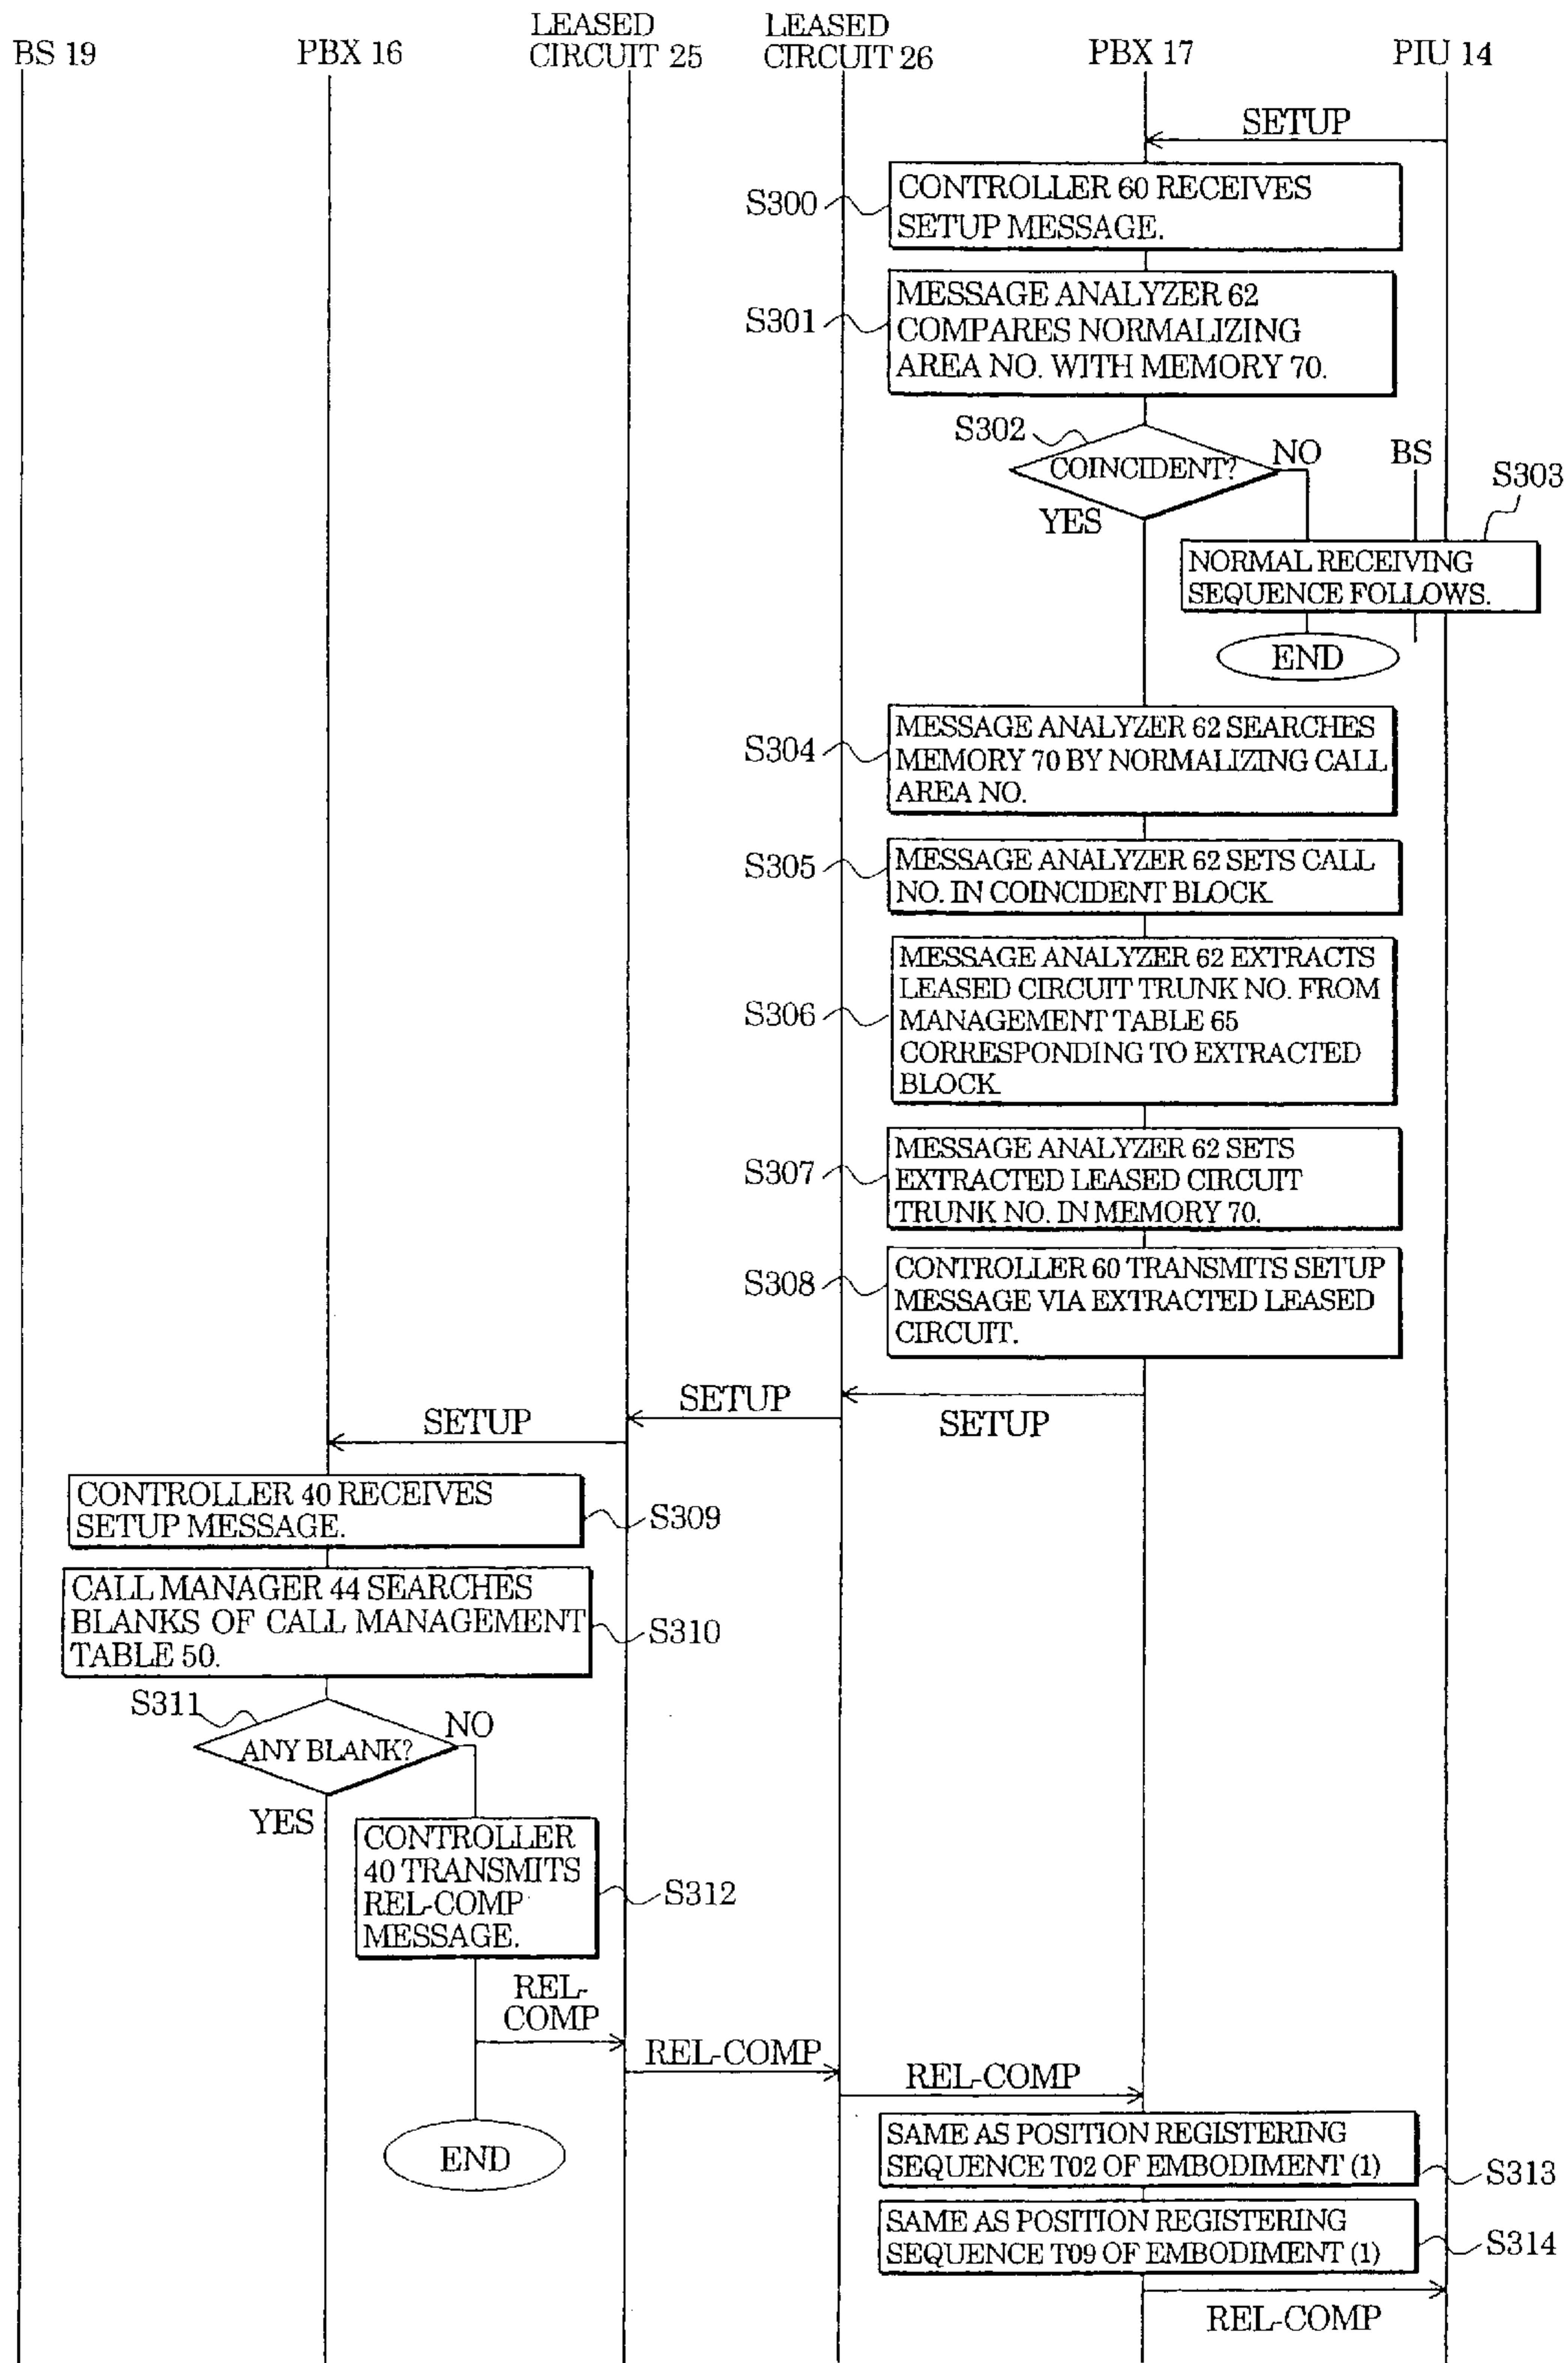 BS 19
PBX 16
LEASED
CIRCUIT 25
LEASED
CIRCUIT 26
PBX 17
PIU 14
SETUP
S300
CONTROLLER 60 RECEIVES
SETUP MESSAGE.
S301
MESSAGE ANALYZER 62
COMPARES NORMALIZING
AREA NO. WITH MEMORY 70.
S302
COINCIDENT?
NO
BS
S303
YES
NORMAL RECEIVING
SEQUENCE FOLLOWS.
END
S304
MESSAGE ANALYZER 62 SEARCHES
MEMORY 70 BY NORMALIZING CALL
AREA NO.
S305
MESSAGE ANALYZER 62 SETS CALL
NO. IN COINCIDENT BLOCK.
S306
MESSAGE ANALYZER 62 EXTRACTS
LEASED CIRCUIT TRUNK NO. FROM
MANAGEMENT TABLE 65
CORRESPONDING TO EXTRACTED
BLOCK.
S307
MESSAGE ANALYZER 62 SETS
EXTRACTED LEASED CIRCUIT
TRUNK NO. IN MEMORY 70.
S308
CONTROLLER 60 TRANSMITS SETUP
MESSAGE VIA EXTRACTED LEASED
CIRCUIT.
SETUP
SETUP
SETUP
CONTROLLER 40 RECEIVES
SETUP MESSAGE.
S309
CALL MANAGER 44 SEARCHES
BLANKS OF CALL MANAGEMENT
TABLE 50.
S310
S311
ANY BLANK?
NO
YES
CONTROLLER
40 TRANSMITS
REL-COMP
MESSAGE.
S312
REL-
COMP
REL-COMP
REL-COMP
END
SAME AS POSITION REGISTERING
SEQUENCE T02 OF EMBODIMENT (1)
S313
SAME AS POSITION REGISTERING
SEQUENCE T09 OF EMBODIMENT (1)
S314
REL-COMP